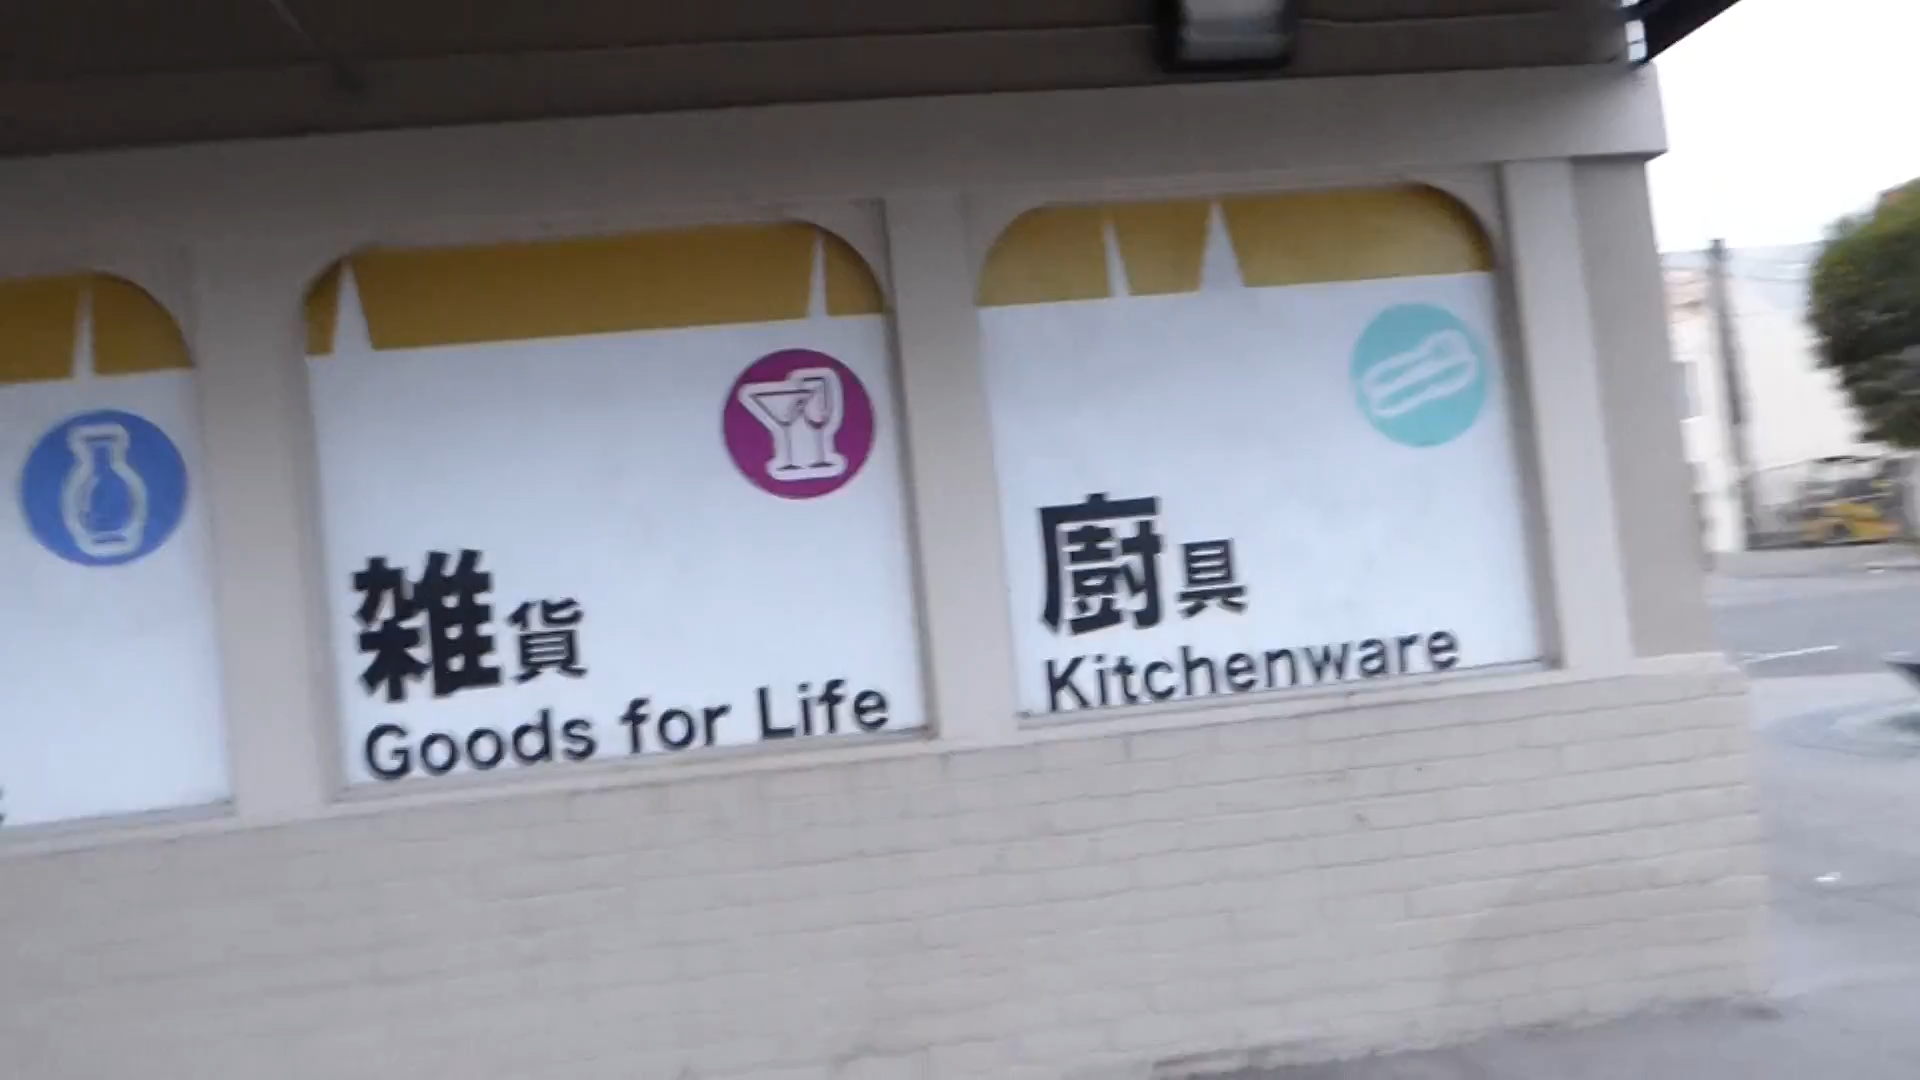 雑貨
Goods for Life
廚具
Kitchenware